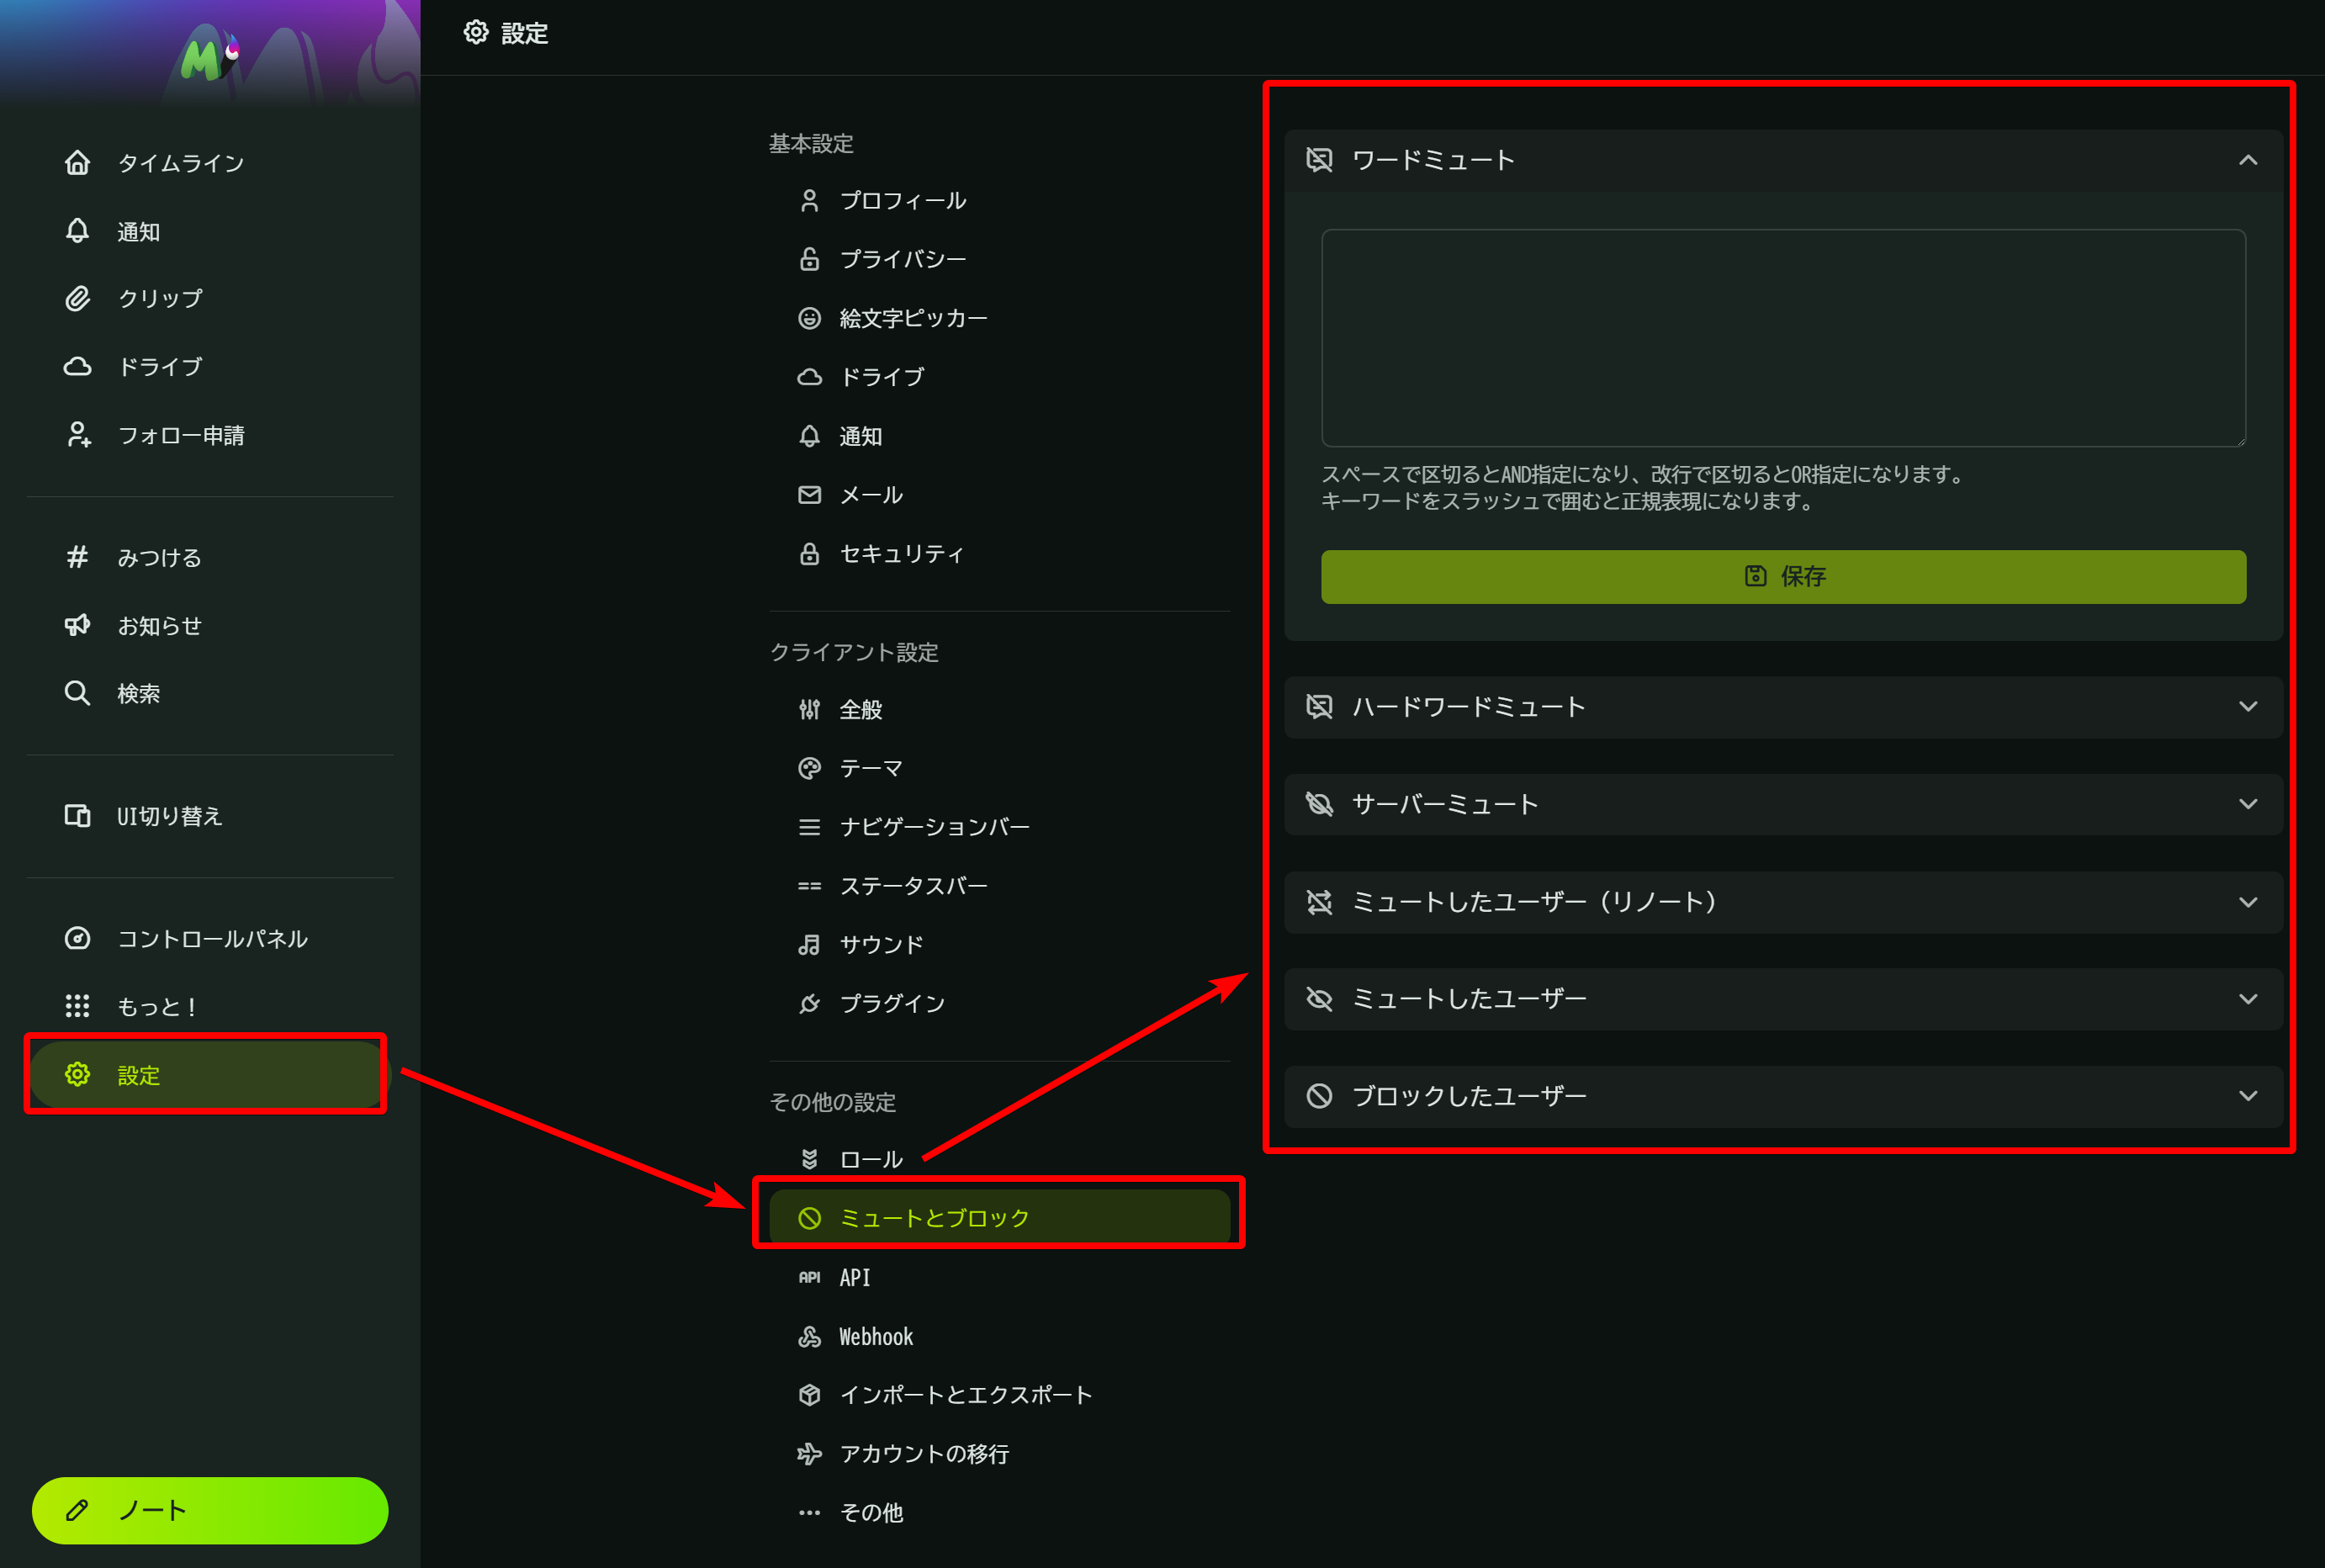 設定
タイムライン
通知
クリップ
ドライブ
フォロー申請
みつける
お知らせ
検索
UI切り替え
コントロールパネル
もっと！
設定
ノート
基本設定
プロフィール
プライバシー
絵文字ピッカー
ドライブ
通知
メール
セキュリティ
クライアント設定
全般
テーマ
ナビゲーションバー
ステータスバー
サウンド
プラグイン
その他の設定
ロール
ミュートとブロック
API
API
Webhook
インポートとエクスポート
アカウントの移行
その他
ワードミュート
スペースで区切るとAND指定になり、改行で区切るとOR指定になります。
キーワードをスラッシュで囲むと正規表現になります。
保存
ハードワードミュート
サーバーミュート
ミュートしたユーザー（リノート）
ミュートしたユーザー
ブロックしたユーザー